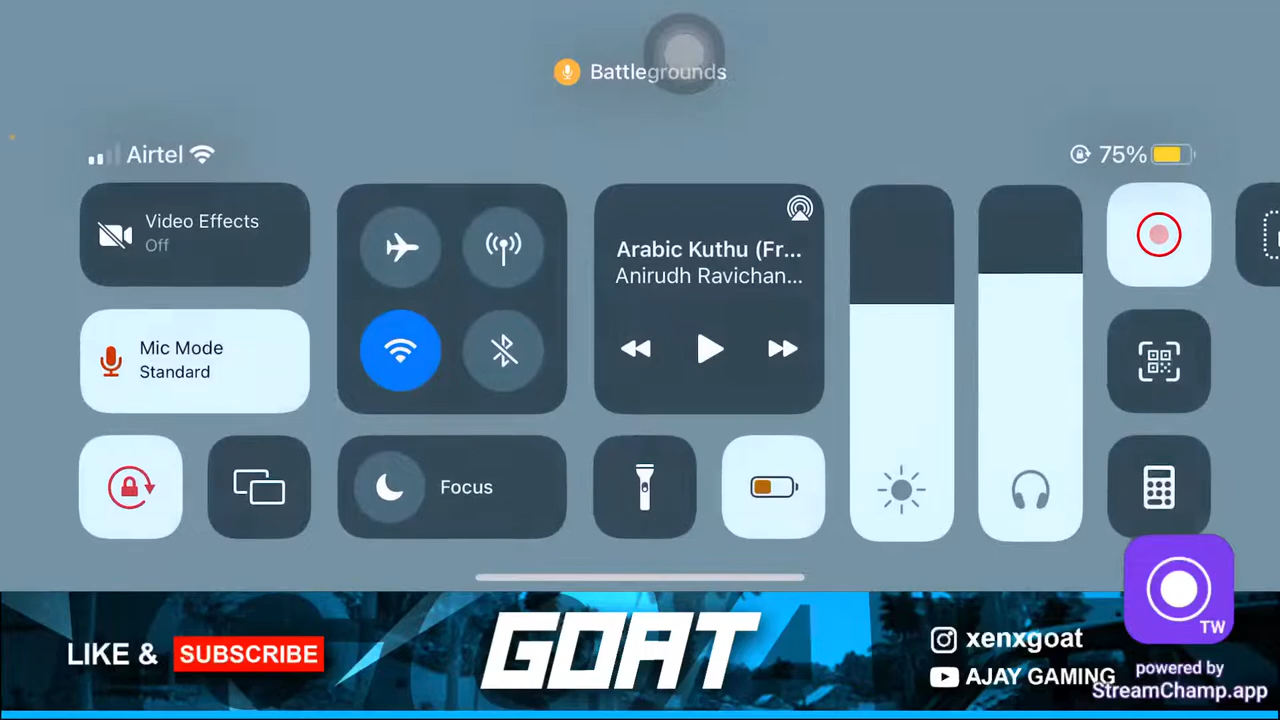 Battlegrounds
Airtel
75%
Video Effects
Off
Mic Mode
Standard
Arabic Kuthu (Fr...
Anirudh Ravichan...
Focus
LIKE & SUBSCRIBE
GOAT
xenxgoat
AJAY GAMING
TW
powered by
StreamChamp.app